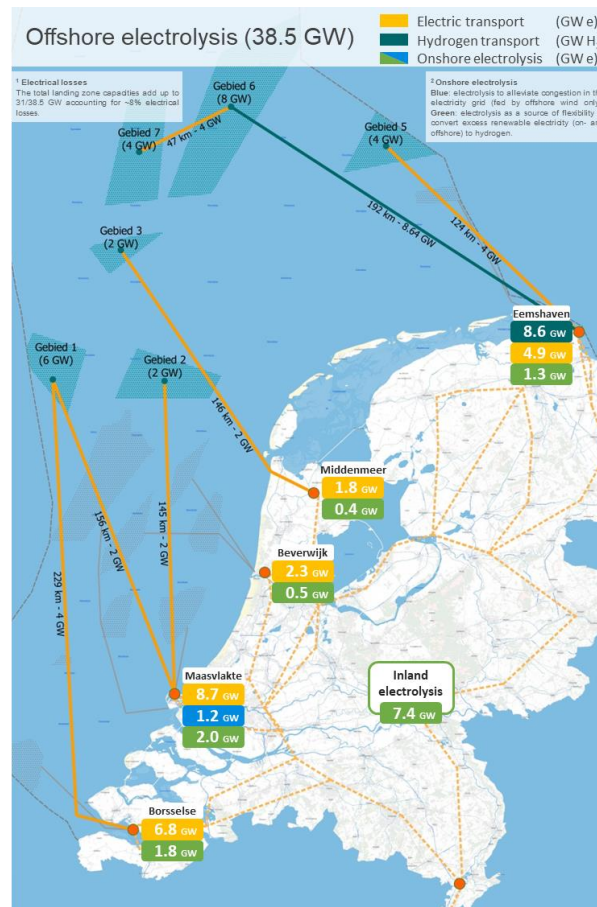 Offshore electrolysis (38.5 GW)
Electric transport (GW e)
Hydrogen transport (GW H
Onshore electrolysis (GW e)
¹ Electrical losses
The total landing zone capacities add up to
31/38.5 GW accounting for ~8% electrical
losses.
² Onshore electrolysis
Blue: electrolysis to alleviate congestion in th
electricity grid (fed by offshore wind only
Green: electrolysis as a source of flexibility
convert excess renewable electricity (on- a
offshore) to hydrogen.
Gebied 6
(8 GW)
Gebied 7
(4 GW)
47 km - 4 GW
Gebied 5
(4 GW)
192 km - 8.64 GW
124 km - 4 GW
Gebied 3
(2 GW)
Eemshaven
8.6 GW
4.9 GW
1.3 GW
Gebied 1
(6 GW)
Gebied 2
(2 GW)
146 km - 2 GW
Middenmeer
1.8 GW
0.4 GW
156 km - 2 GW
145 km - 2 GW
Beverwijk
2.3 GW
0.5 GW
229 km - 4 GW
Maasvlakte
8.7 GW
1.2 GW
2.0 GW
Inland
electrolysis
7.4 GW
Borsselse
6.8 GW
1.8 GW